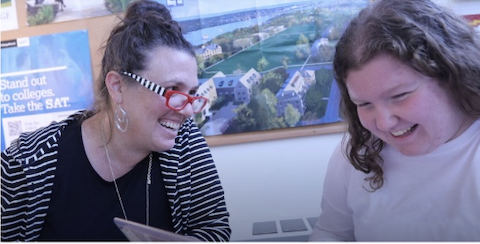 Stand out
to colleges.
Take the SAT.